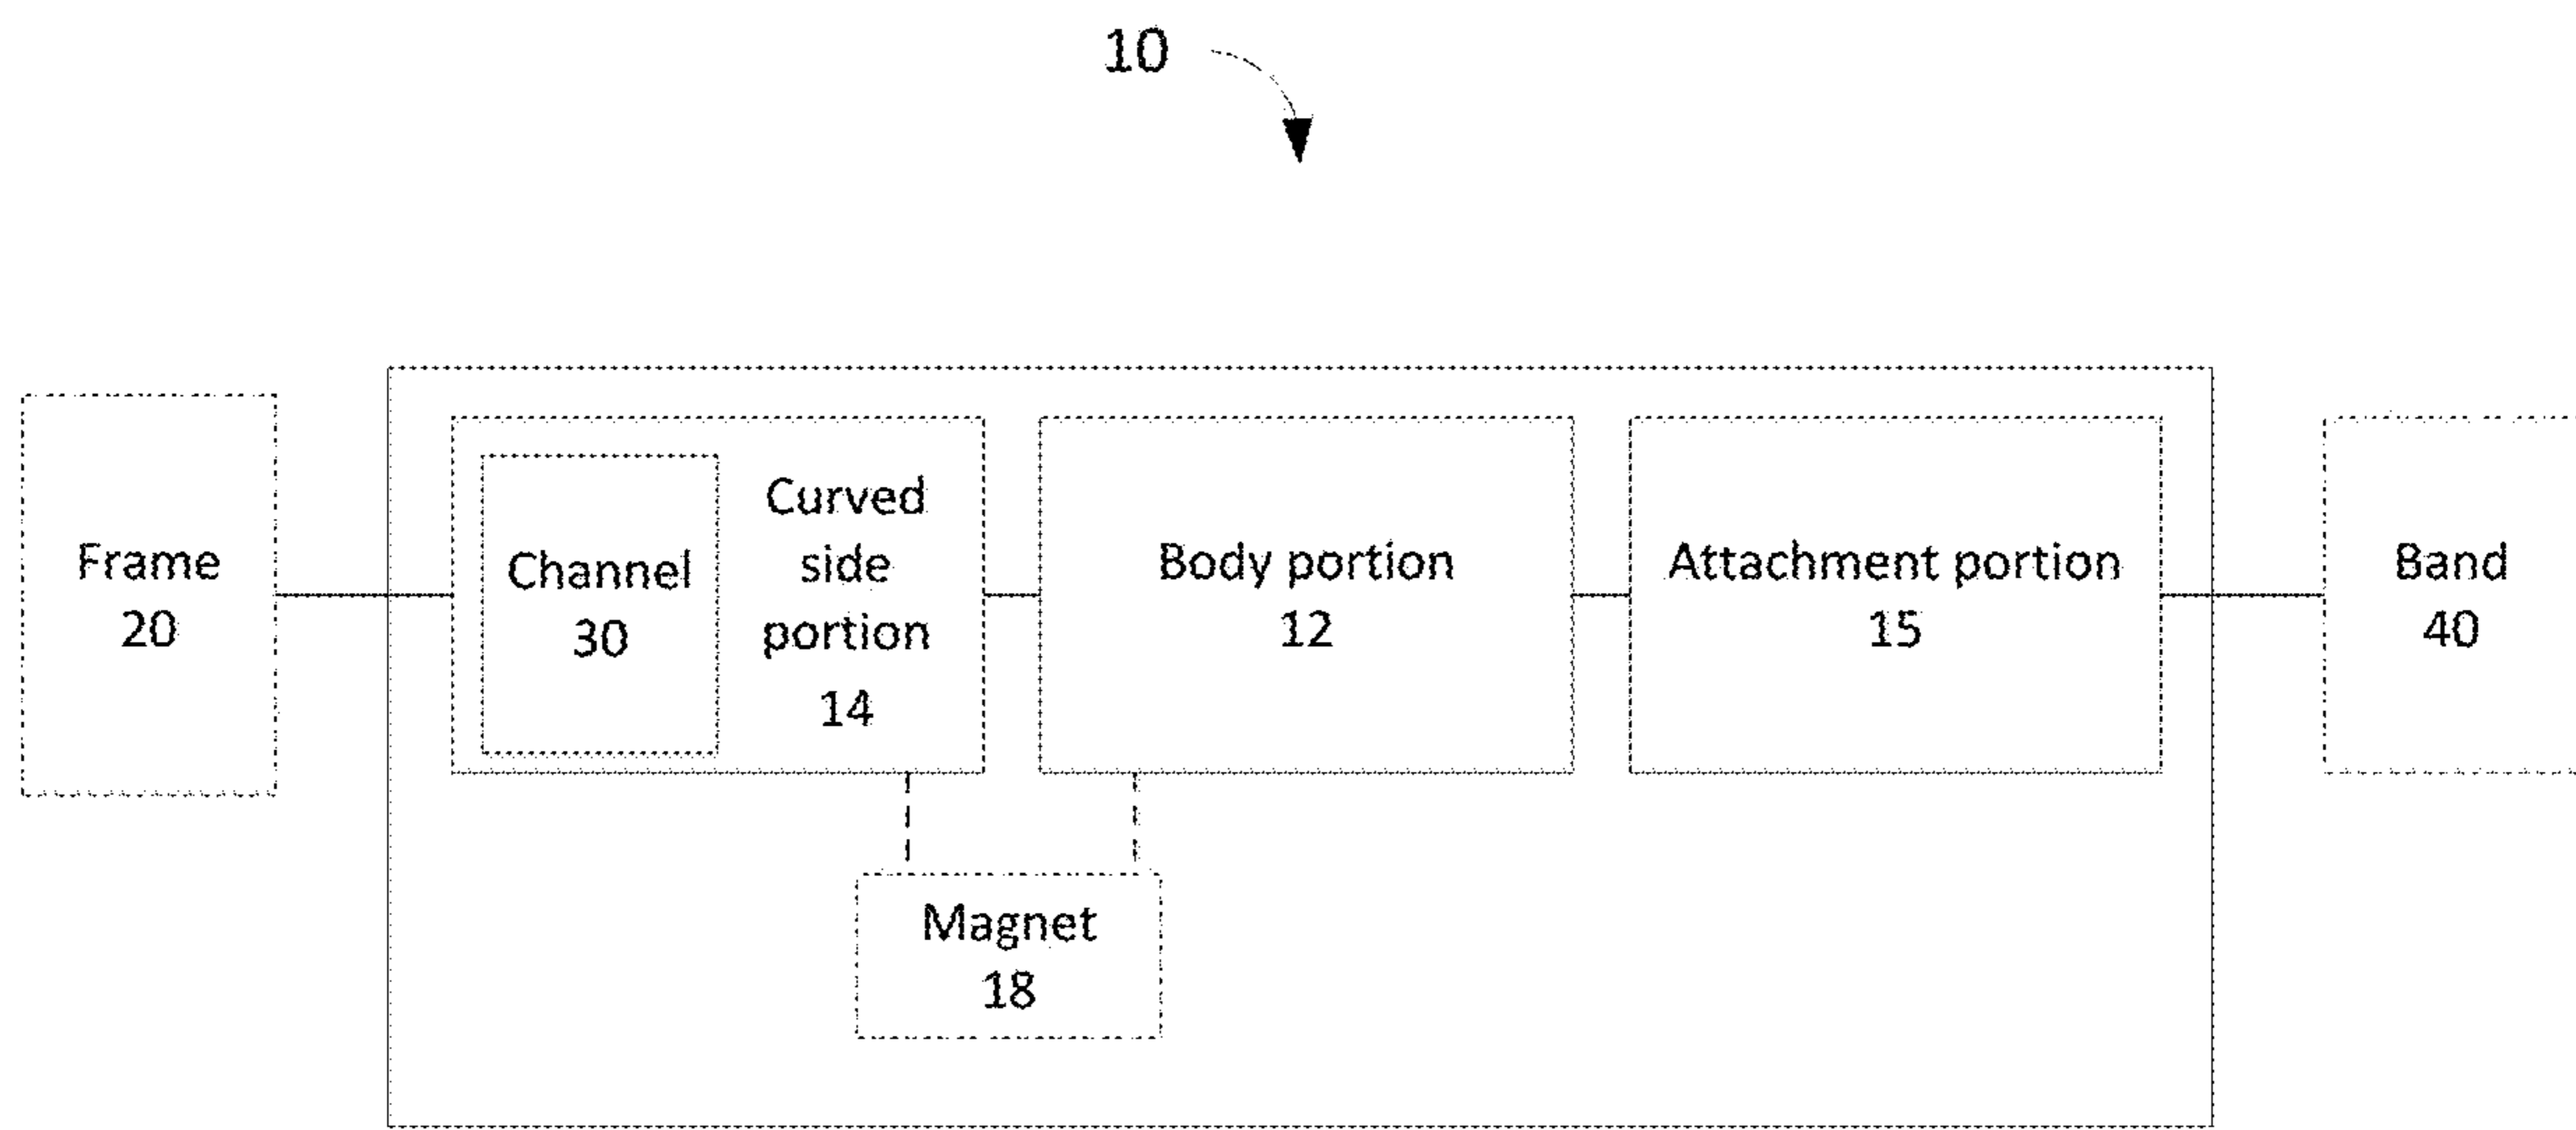 10
Frame
20
Channel
30
Curved
side
portion
14
Body portion
12
Attachment portion
15
Band
40
Magnet
18